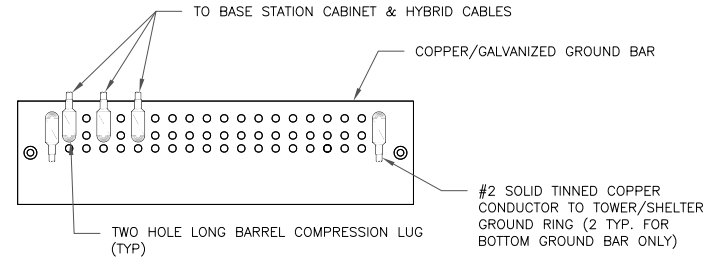 TO BASE STATION CABINET & HYBRID CABLES
COPPER/GALVANIZED GROUND BAR
#2 SOLID TINNED COPPER
CONDUCTOR TO TOWER/SHELTER
GROUND RING (2 TYP. FOR
BOTTOM GROUND BAR ONLY)
TWO HOLE LONG BARREL COMPRESSION LUG
(TYP)